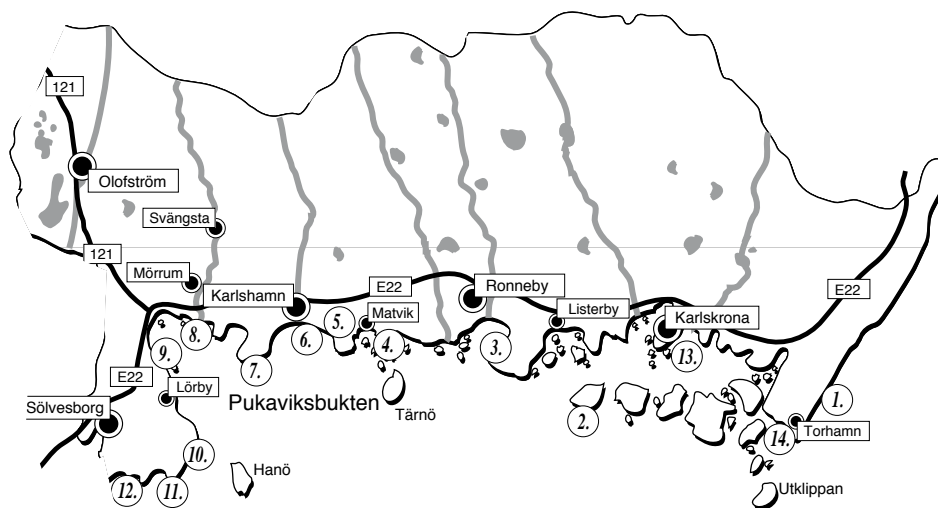 121
Olofström
Svängsta
121
Mörrum
Karlshamn
E22
Ronneby
E22
Matvik
Listerby
Karlskrona
5.
8.
6.
4.
3.
9.
7.
13.
E22
Lörby
Pukaviksbukten
Tärnö
1.
Sölvesborg
2.
14.
Torhamn
10.
Hanö
12.
11.
Utklippan